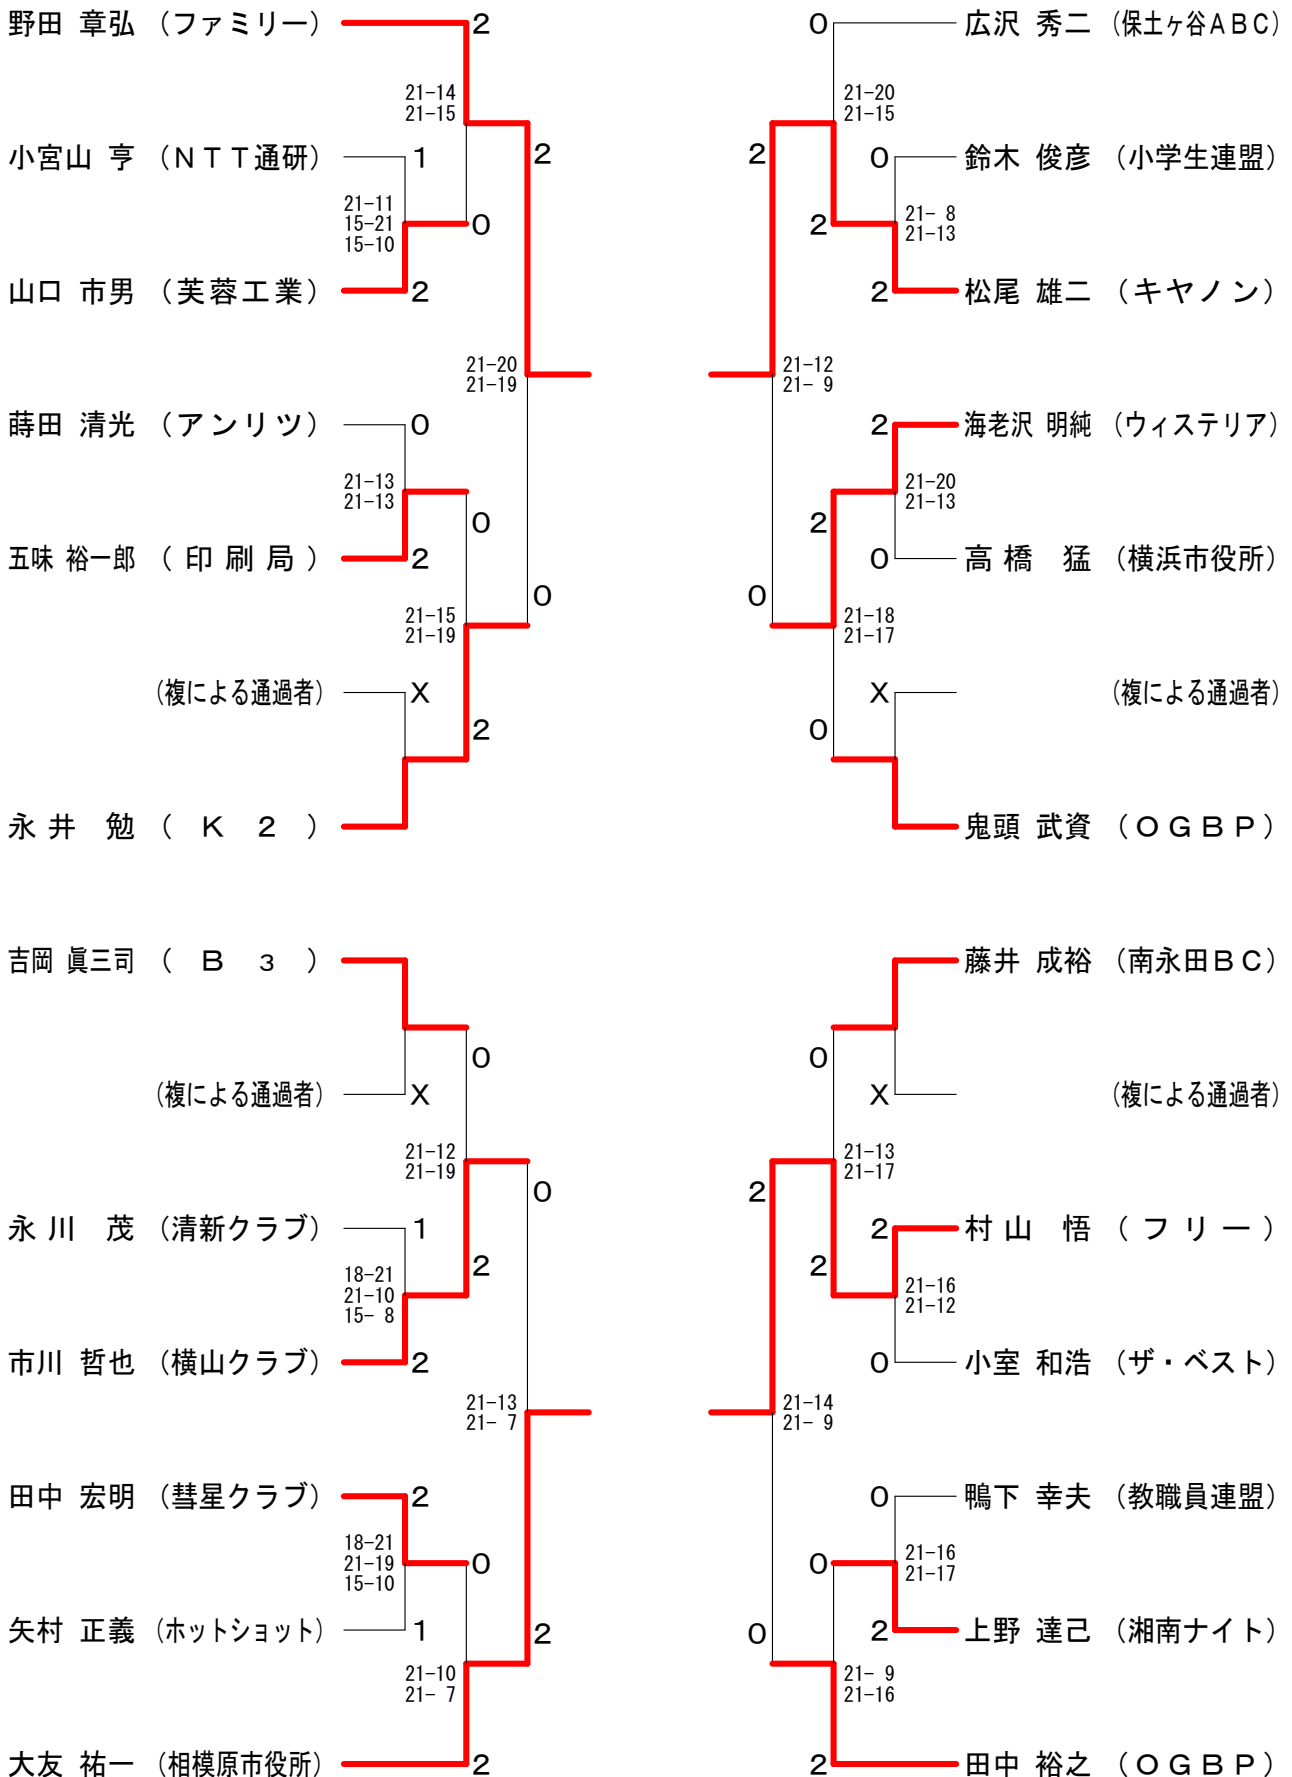 野田 章弘 (ファミリー) 2
21-14
21-15
小宮山 亨 (ＮＴＴ通研) 1
2
21-11
15-21
15-10
0
山口 市男 (芙蓉工業) 2
21-20
21-19
蒔田 清光 (アンリツ) 0
21-13
21-13
0
五味 裕一郎 (印刷局) 2
0
21-15
21-19
(複による通過者) X
2
永井 勉 (Ｋ２)
吉岡 眞三司 (Ｂ３)
0
(複による通過者) X
21-12
21-19
0
永川 茂 (清新クラブ) 1
2
18-21
21-10
15- 8
市川 哲也 (横山クラブ) 2
21-13
21- 7
田中 宏明 (彗星クラブ) 2
18-21
21-19
15-10
0
矢村 正義 (ホットショット) 1
2
21-10
21- 7
大友 祐一 (相模原市役所) 2
0 広沢 秀二 (保土ヶ谷ＡＢＣ)
21-20
21-15
2
0 鈴木 俊彦 (小学生連盟)
2
21- 8
21-13
2 松尾 雄二 (キヤノン)
21-12
21- 9
2 海老沢 明純 (ウィステリア)
21-20
21-13
2
0 高橋 猛 (横浜市役所)
0
21-18
21-17
X (複による通過者)
0
鬼頭 武資 (ＯＧＢＰ)
藤井 成裕 (南永田ＢＣ)
0
X (複による通過者)
21-13
21-17
2
2 村山 悟 (フリー)
2
21-16
21-12
0 小室 和浩 (ザ・ベスト)
21-14
21- 9
0 鴨下 幸夫 (教職員連盟)
0
21-16
21-17
2 上野 達己 (湘南ナイト)
0
21- 9
21-16
2 田中 裕之 (ＯＧＢＰ)